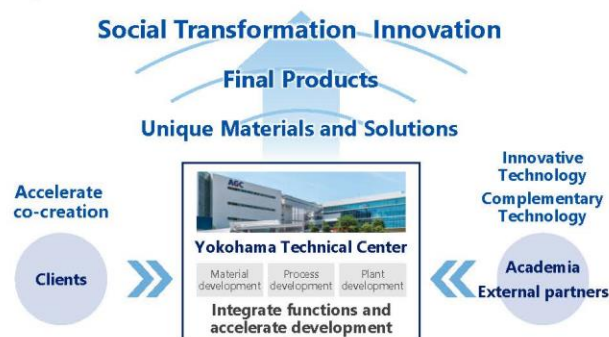 Social Transformation Innovation
Final Products
Unique Materials and Solutions
Accelerate
co-creation
Clients
AGC
Yokohama Technical Center
Material
development
Process
development
Plant
development
Integrate functions and
accelerate development
Innovative
Technology
Complementary
Technology
Academia
External partners